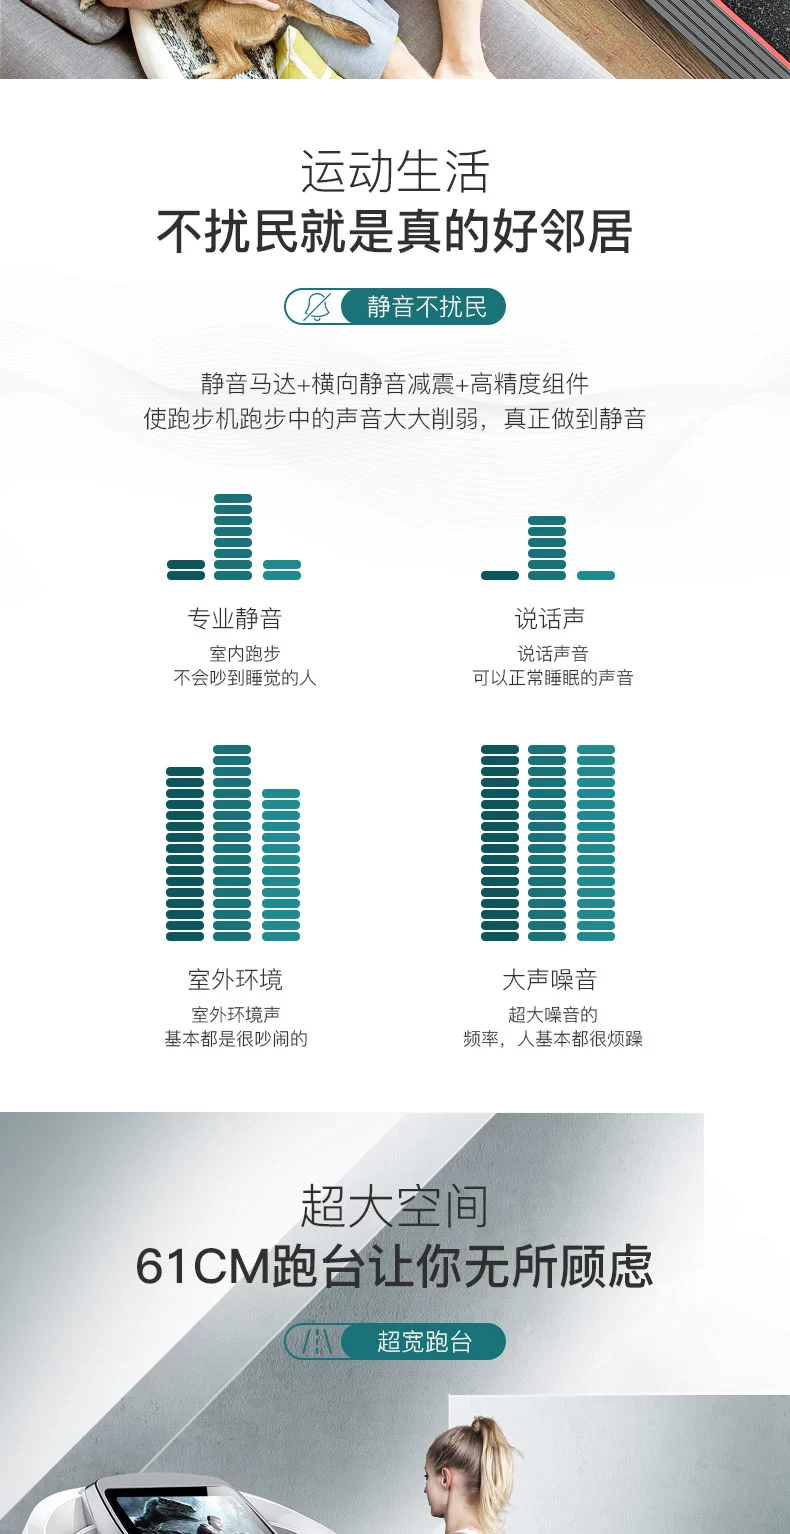 运动生活
不扰民就是真的好邻居
静音不扰民
静音马达+横向静音减震+高精度组件
使跑步机跑步中的声音大大削弱，真正做到静音
专业静音
室内跑步
不会吵到睡觉的人
说话声
说话声音
可以正常睡眠的声音
室外环境
室外环境声
基本都是很吵闹的
大声噪音
超大噪音的
频率，人基本都很烦躁
超大空间
61CM跑台让你无所顾虑
超宽跑台